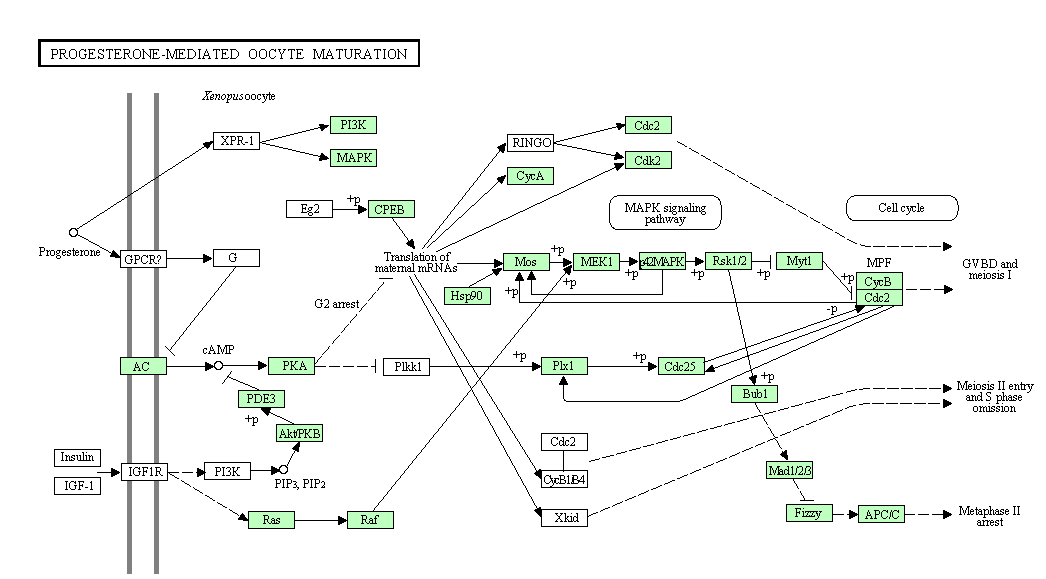 PROGESTERONE-MEDIATED OOCYTE MATURATION
Xenopus oocyte
PI3K
XPR-1
MAPK
Cdc2
RINGO
Cdk2
CycA
Eg2
+p
CPEB
MAPK signaling
pathway
Cell cycle
Progesterone
GPCR?
G
Translation of
maternal mRNAs
Mos
+p
MEK1
+p
p42MAPK
+p
Rsk1/2
+p
Myt1
MPF
+p
CycB
Cdc2
GVBD and
meiosis I
Hsp90
+p
+p
-p
G2 arrest
cAMP
AC
PKA
Plkk1
+p
Plx1
+p
Cdc25
PDE3
+p
Akt/PKB
+p
Bub1
Meiosis II entry
and S phase
omission
Insulin
IGF-1
IGF1R
PI3K
PIP3, PIP2
Cdc2
CycB1/B4
Mad1/2/3
Ras
Raf
Xkid
Fizzy
APC/C
Metaphase II
arrest